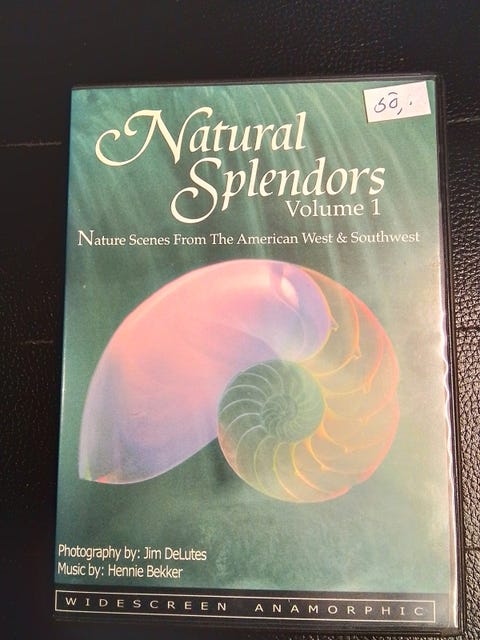 60,-
Natural
Splendors
Volume 1
Nature Scenes From The American West & Southwest
Photography by: Jim DeLutes
Music by: Hennie Bekker
WIDESCREEN ANAMORPHIC